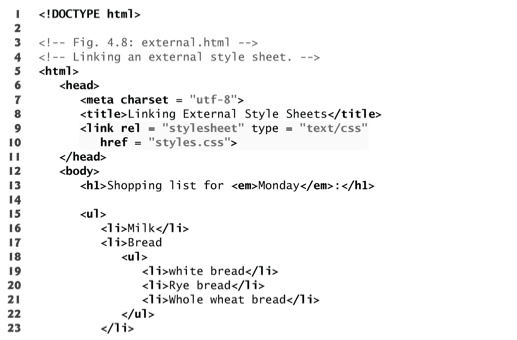 1 <!DOCTYPE html>
2
3 <!-- Fig. 4.8: external.html -->
4 <!-- Linking an external style sheet. -->
5 <html>
6 <head>
7 <meta charset = "utf-8">
8 <title>Linking External Style Sheets</title>
9 <link rel = "stylesheet" type = "text/css"
10 href = "styles.css">
11 </head>
12 <body>
13 <h1>Shopping list for <em>Monday</em>:</h1>
14
15 <ul>
16 <li>Milk</li>
17 <li>Bread
18 <ul>
19 <li>white bread</li>
20 <li>Rye bread</li>
21 <li>Whole wheat bread</li>
22 </ul>
23 </li>